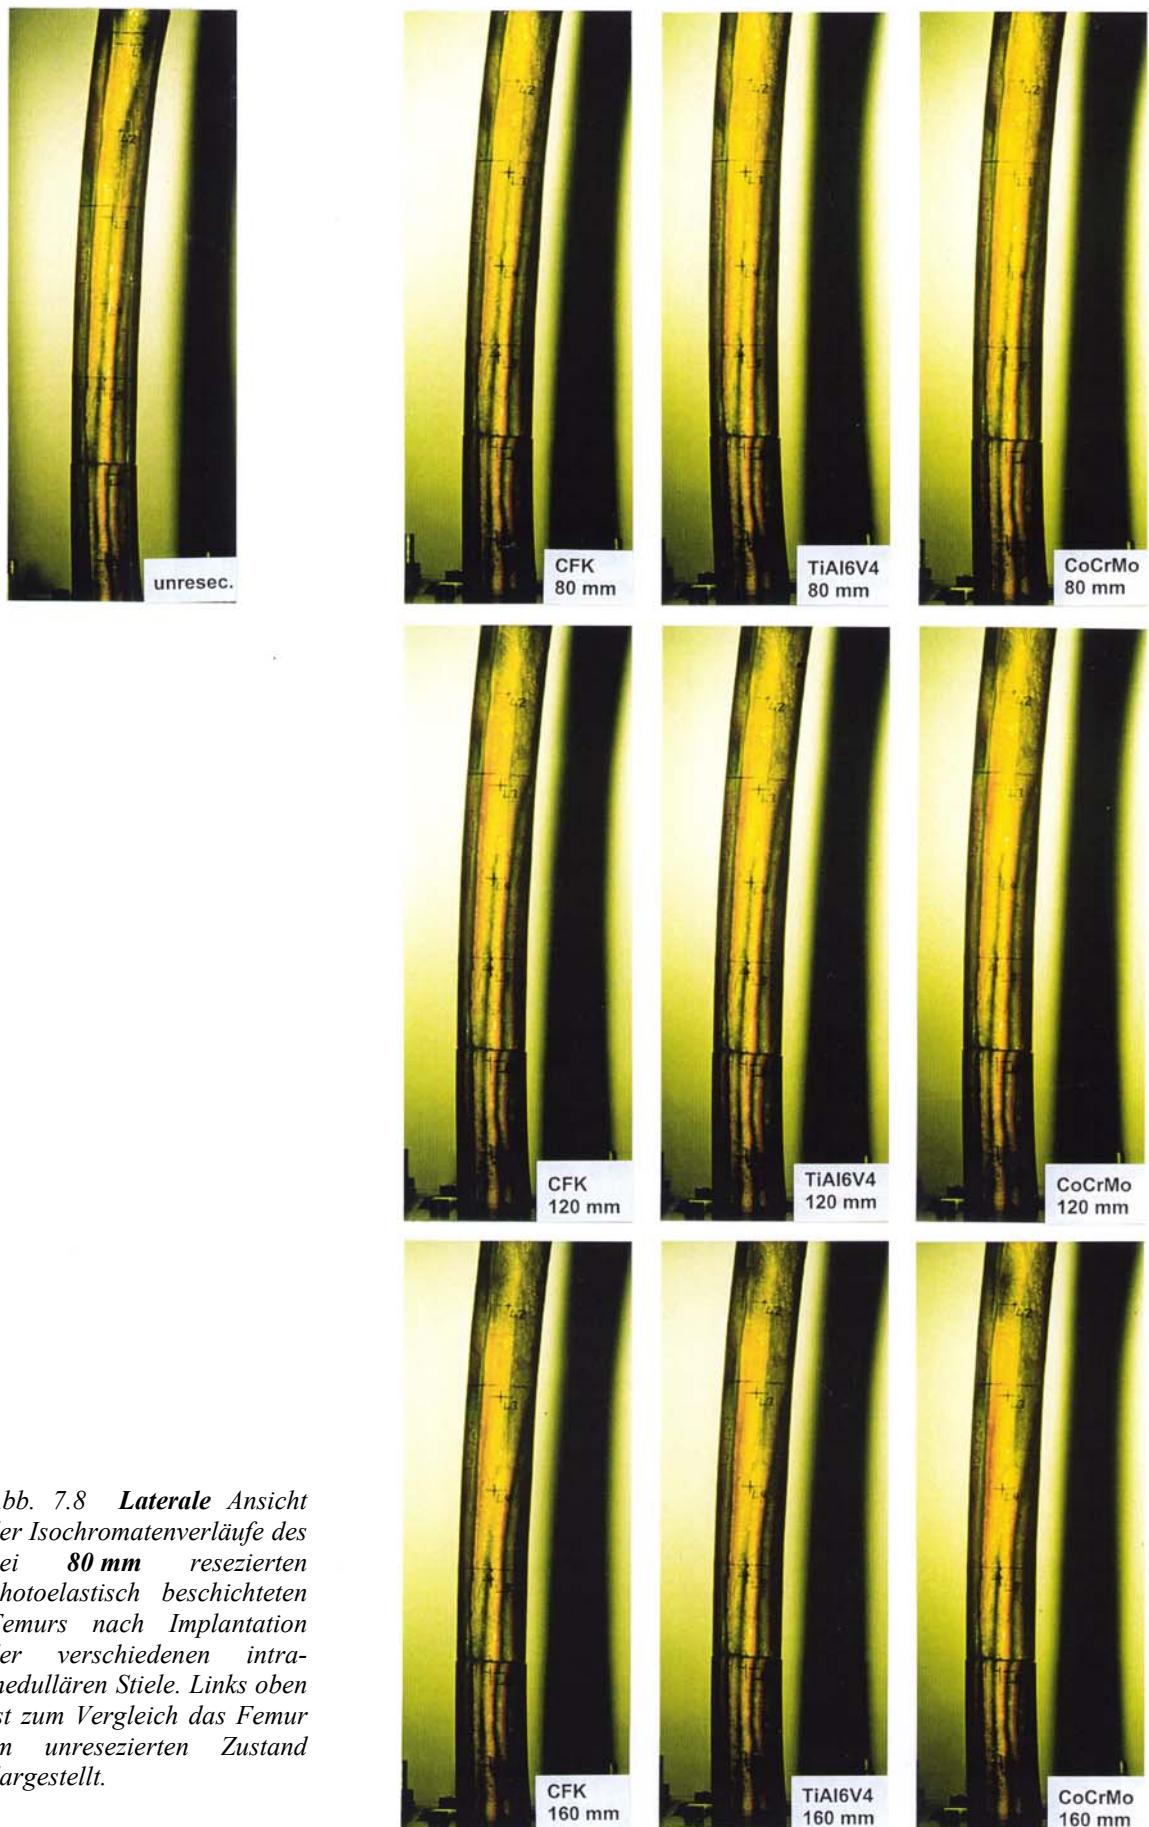 unresec.
CFK
80 mm
TiAl6V4
80 mm
CoCrMo
80 mm
CFK
120 mm
TiAl6V4
120 mm
CoCrMo
120 mm
CFK
160 mm
TiAl6V4
160 mm
CoCrMo
160 mm
bb. 7.8 Laterale Ansicht
er Isochromatenverläufe des
ei 80 mm resezierten
hotoelastisch beschichteten
emurs nach Implantation
er verschiedenen intra-
nedullären Stiele. Links oben
st zum Vergleich das Femur
m unresezierten Zustand
argestellt.